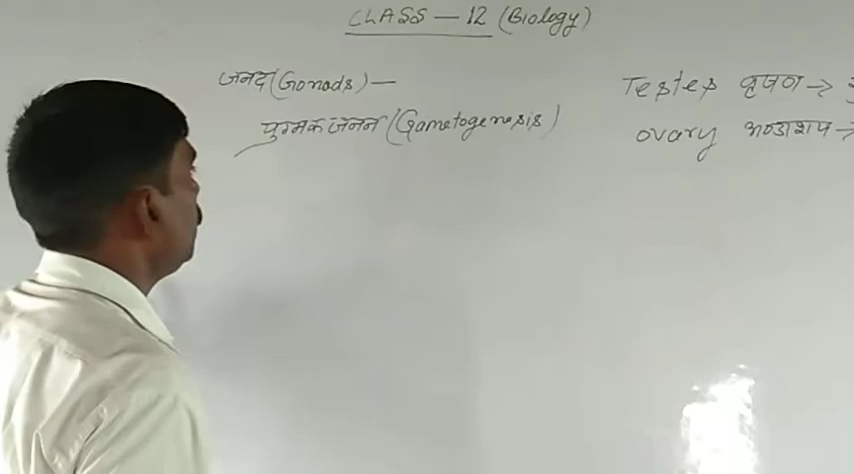 CLASS — 12 (Biology)
जनद (Gonads) —
युग्मक जनन (Gametogenesis)
Testes वृषण →
ovary अण्डाशय →